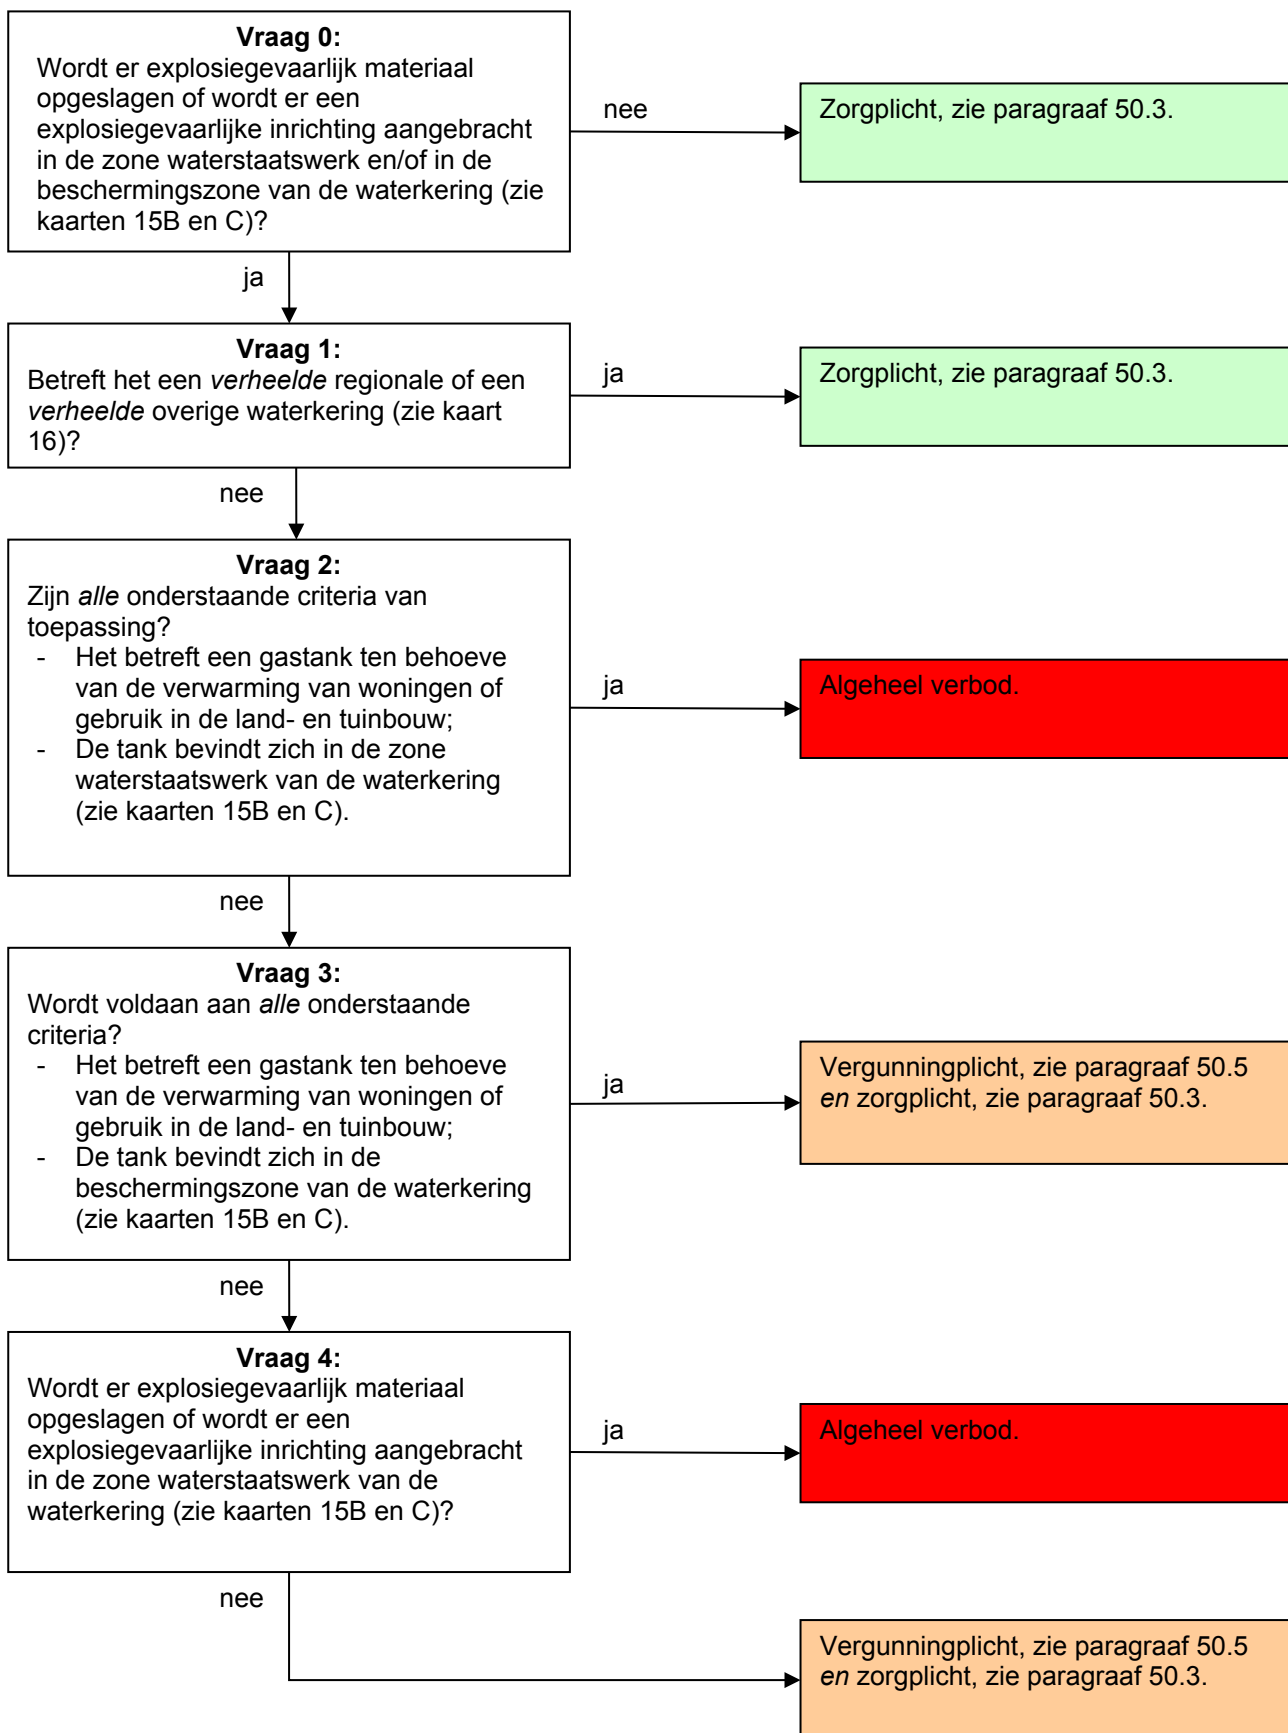 Vraag 0:
Wordt er explosiegevaarlijk materiaal
opgeslagen of wordt er een
explosiegevaarlijke inrichting aangebracht
in de zone waterstaatswerk en/of in de
beschermingszone van de waterkering (zie
kaarten 15B en C)?
nee
Zorgplicht, zie paragraaf 50.3.
ja
Vraag 1:
Betreft het een verheelde regionale of een
verheelde overige waterkering (zie kaart
16)?
ja
Zorgplicht, zie paragraaf 50.3.
nee
Vraag 2:
Zijn alle onderstaande criteria van
toepassing?
- Het betreft een gastank ten behoeve
van de verwarming van woningen of
gebruik in de land- en tuinbouw;
- De tank bevindt zich in de zone
waterstaatswerk van de waterkering
(zie kaarten 15B en C).
ja
Algeheel verbod.
nee
Vraag 3:
Wordt voldaan aan alle onderstaande
criteria?
- Het betreft een gastank ten behoeve
van de verwarming van woningen of
gebruik in de land- en tuinbouw;
- De tank bevindt zich in de
beschermingszone van de waterkering
(zie kaarten 15B en C).
ja
Vergunningplicht, zie paragraaf 50.5
en zorgplicht, zie paragraaf 50.3.
nee
Vraag 4:
Wordt er explosiegevaarlijk materiaal
opgeslagen of wordt er een
explosiegevaarlijke inrichting aangebracht
in de zone waterstaatswerk van de
waterkering (zie kaarten 15B en C)?
ja
Algeheel verbod.
nee
Vergunningplicht, zie paragraaf 50.5
en zorgplicht, zie paragraaf 50.3.